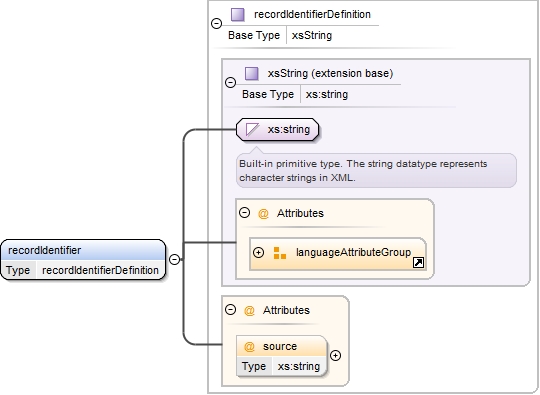 recordIdentifierDefinition
Base Type xsString
xsString (extension base)
Base Type xs:string
xs:string
Built-in primitive type. The string datatype represents
character strings in XML.
@ Attributes
languageAttributeGroup
recordIdentifier
Type recordIdentifierDefinition
@ Attributes
@ source
Type xs:string